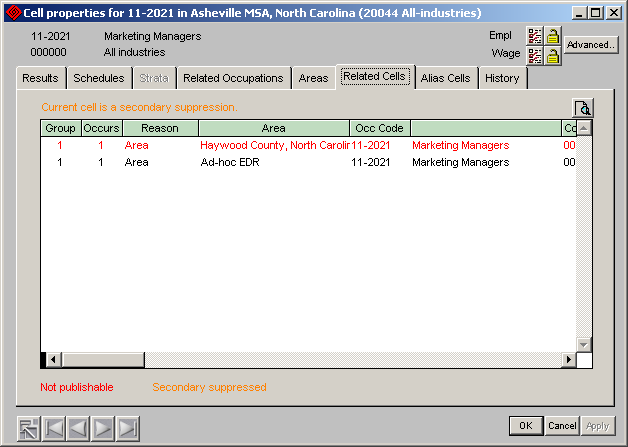 Cell properties for 11-2021 in Asheville MSA, North Carolina (20044 All-industries)
11-2021 Marketing Managers Empl
000000 All industries Wage Advanced..
Results Schedules Strata Related Occupations Areas Related Cells Alias Cells History
Current cell is a secondary suppression.
Group Occurs Reason Area Occ Code Co
1 1 Area Haywood County, North Carolin 11-2021 Marketing Managers 00
1 1 Area Ad-hoc EDR 11-2021 Marketing Managers 00
Not publishable Secondary suppressed
OK Cancel Apply